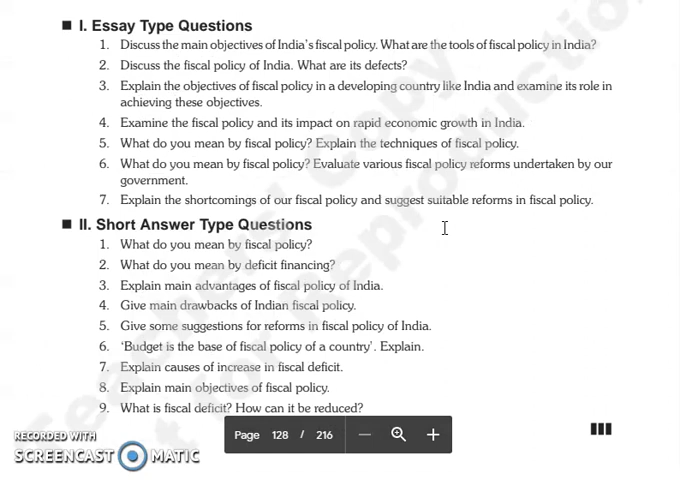 I. Essay Type Questions
1. Discuss the main objectives of India's fiscal policy. What are the tools of fiscal policy in India?
2. Discuss the fiscal policy of India. What are its defects?
3. Explain the objectives of fiscal policy in a developing country like India and examine its role in
achieving these objectives.
4. Examine the fiscal policy and its impact on rapid economic growth in India.
5. What do you mean by fiscal policy? Explain the techniques of fiscal policy.
6. What do you mean by fiscal policy? Evaluate various fiscal policy reforms undertaken by our
government.
7. Explain the shortcomings of our fiscal policy and suggest suitable reforms in fiscal policy.
II. Short Answer Type Questions
1. What do you mean by fiscal policy?
2. What do you mean by deficit financing?
3. Explain main advantages of fiscal policy of India.
4. Give main drawbacks of Indian fiscal policy.
5. Give some suggestions for reforms in fiscal policy of India.
6. 'Budget is the base of fiscal policy of a country'. Explain.
7. Explain causes of increase in fiscal deficit.
8. Explain main objectives of fiscal policy.
9. What is fiscal deficit? How can it be reduced?
Page 128 / 216
RECORDED WITH
SCREENCAST MATIC
Teachers' Copy
Not for Reproduction